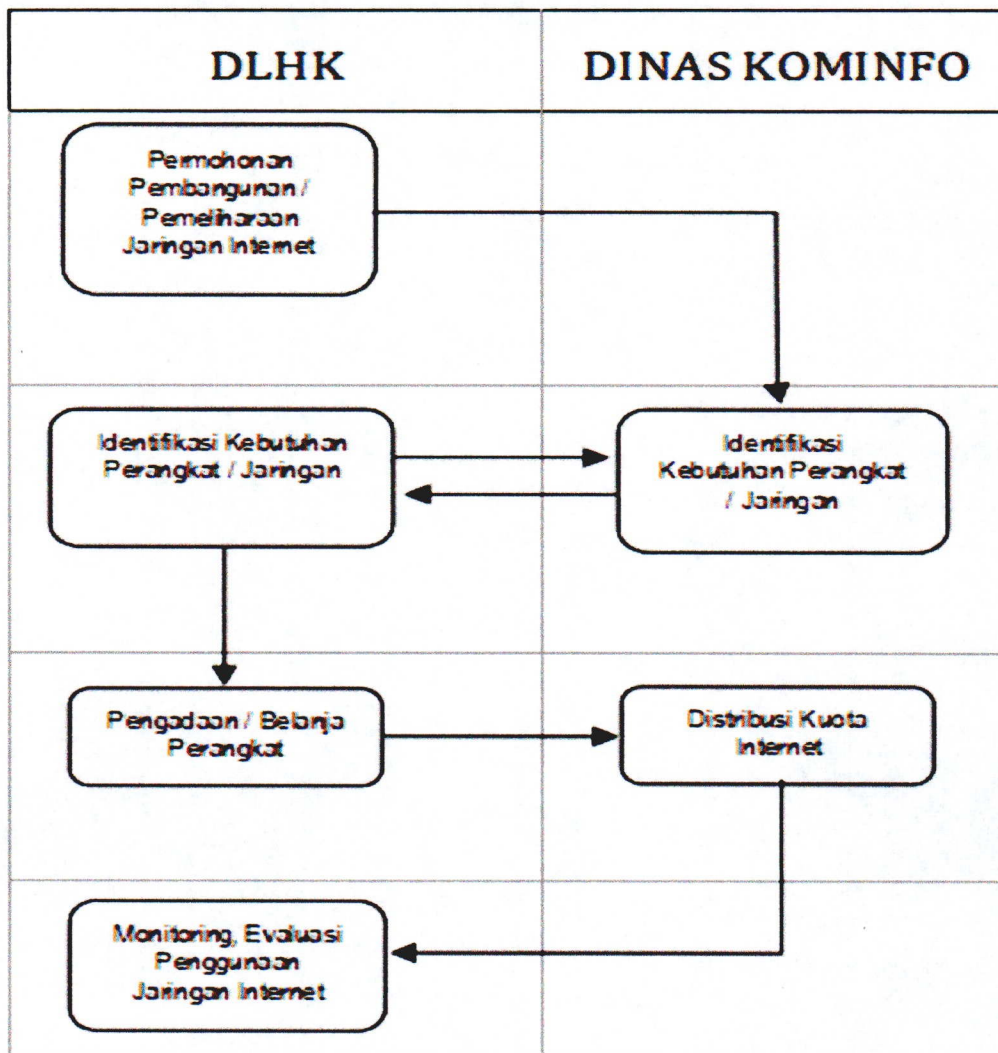 DLHK
DINAS KOMINFO
Permohonan
Pembangunan /
Pemeliharaan
Jaringan Internet
Identifikasi Kebutuhan
Perangkat / Jaringan
Identifikasi
Kebutuhan Perangkat
/ Jaringan
Pengadaan / Belanja
Perangkat
Distribusi Kuota
Internet
Monitoring, Evaluasi
Penggunaan
Jaringan Internet